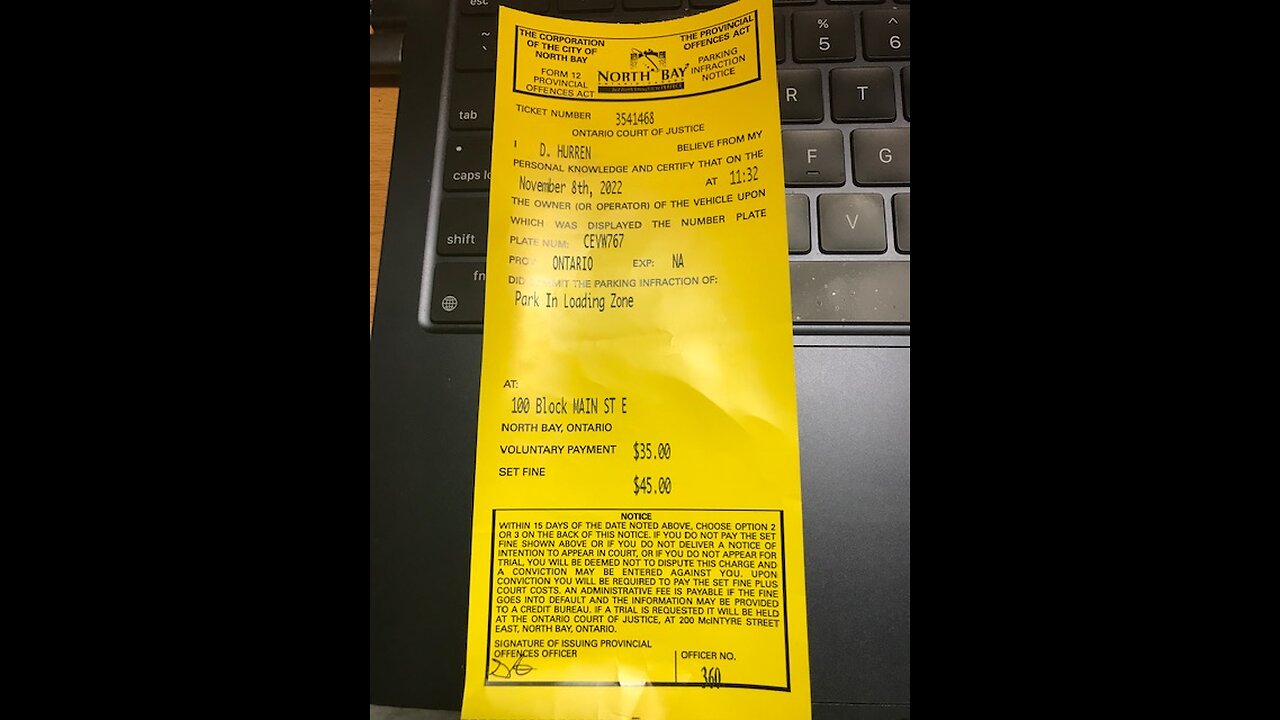 esc
%
5
^
6
~
`
tab
R
T
caps lo
F
G
shift
V
fn
THE CORPORATION
OF THE CITY OF
NORTH BAY
FORM 12
PROVINCIAL
OFFENCES ACT
NORTH BAY
THE PROVINCIAL
OFFENCES ACT
PARKING
INFRACTION
NOTICE
TICKET NUMBER 3541468
ONTARIO COURT OF JUSTICE
I D. HURREN BELIEVE FROM MY
PERSONAL KNOWLEDGE AND CERTIFY THAT ON THE
November 8th, 2022 AT 11:32
THE OWNER (OR OPERATOR) OF THE VEHICLE UPON
WHICH WAS DISPLAYED THE NUMBER PLATE
PLATE NUM: CEVW767
PROV: ONTARIO EXP: NA
DID COMMIT THE PARKING INFRACTION OF:
Park In Loading Zone
AT:
100 Block MAIN ST E
NORTH BAY, ONTARIO
VOLUNTARY PAYMENT $35.00
SET FINE $45.00
NOTICE
WITHIN 15 DAYS OF THE DATE NOTED ABOVE, CHOOSE OPTION 2
OR 3 ON THE BACK OF THIS NOTICE. IF YOU DO NOT PAY THE SET
FINE SHOWN ABOVE OR IF YOU DO NOT DELIVER A NOTICE OF
INTENTION TO APPEAR IN COURT, OR IF YOU DO NOT APPEAR FOR
TRIAL, YOU WILL BE DEEMED NOT TO DISPUTE THIS CHARGE AND
A CONVICTION MAY BE ENTERED AGAINST YOU. UPON
CONVICTION YOU WILL BE REQUIRED TO PAY THE SET FINE PLUS
COURT COSTS. AN ADMINISTRATIVE FEE IS PAYABLE IF THE FINE
GOES INTO DEFAULT AND THE INFORMATION MAY BE PROVIDED
TO A CREDIT BUREAU. IF A TRIAL IS REQUESTED IT WILL BE HELD
AT THE ONTARIO COURT OF JUSTICE, AT 200 McINTYRE STREET
EAST, NORTH BAY, ONTARIO.
SIGNATURE OF ISSUING PROVINCIAL
OFFENCES OFFICER
OFFICER NO.
360